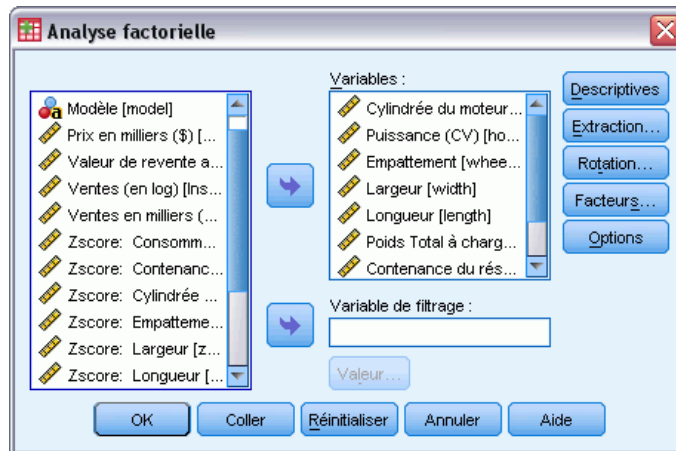 Analyse factorielle
Modèle [model]
Prix en milliers ($) [...
Valeur de revente a...
Ventes (en log) [lns...
Ventes en milliers (...
Zscore: Consomm...
Zscore: Contenanc...
Zscore: Cylindrée ...
Zscore: Empatteme...
Zscore: Largeur [z...
Zscore: Longueur [...
Variables :
Cylindrée du moteur...
Puissance (CV) [ho...
Empattement [whee...
Largeur [width]
Longueur [length]
Poids Total à charg...
Contenance du rés...
Variable de filtrage :
Valeur...
Descriptives
Extraction...
Rotation...
Facteurs...
Options
OK
Coller
Réinitialiser
Annuler
Aide